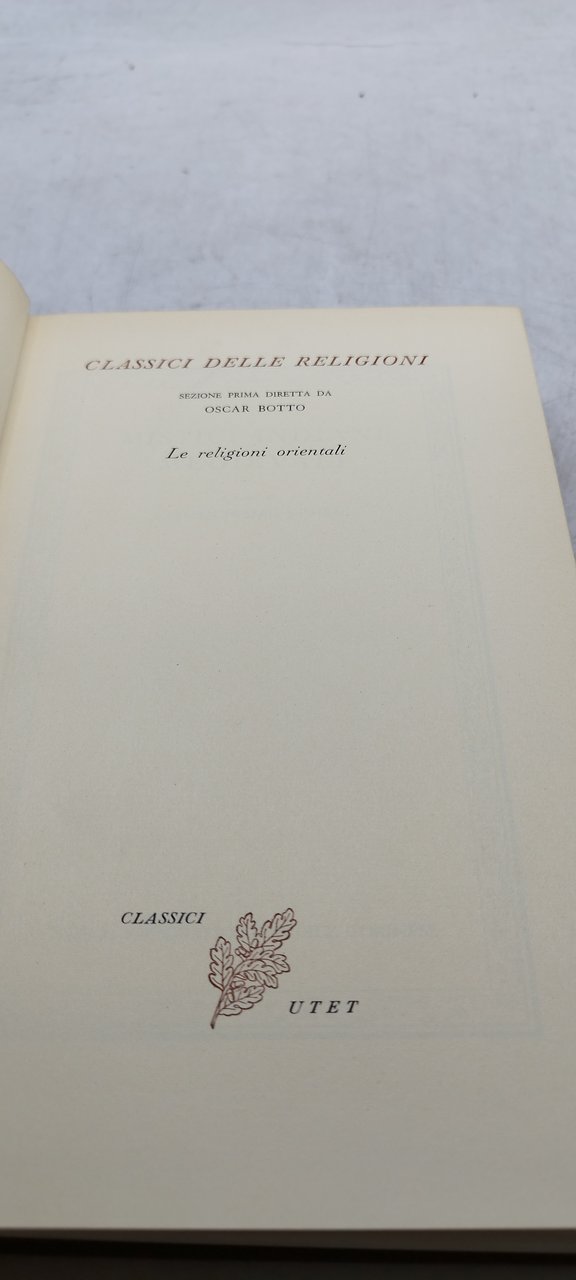 CLASSICI DELLE RELIGIONI
SEZIONE PRIMA DIRETTA DA
OSCAR BOTTO
Le religioni orientali
CLASSICI
UTET